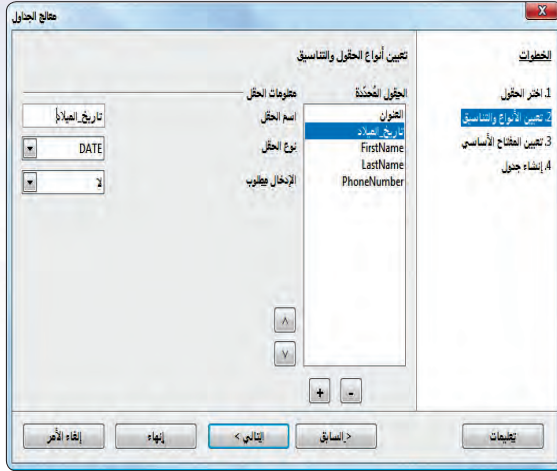 معالج الجداول
الخطوات
1. اختر الحقول
2. تعيين الأنواع والتناسيق
3. تعيين المفتاح الأساسي
4. إنشاء جدول
تعيين أنواع الحقول والتناسيق
الحقول المُحدّدة
العنوان
تاريخ_الميلاد
FirstName
LastName
PhoneNumber
- +
معلومات الحقل
اسم الحقل تاريخ_الميلاد
نوع الحقل DATE
الإدخال مطلوب لا
تعليمات
< السابق
التالي >
إنهاء
إلغاء الأمر